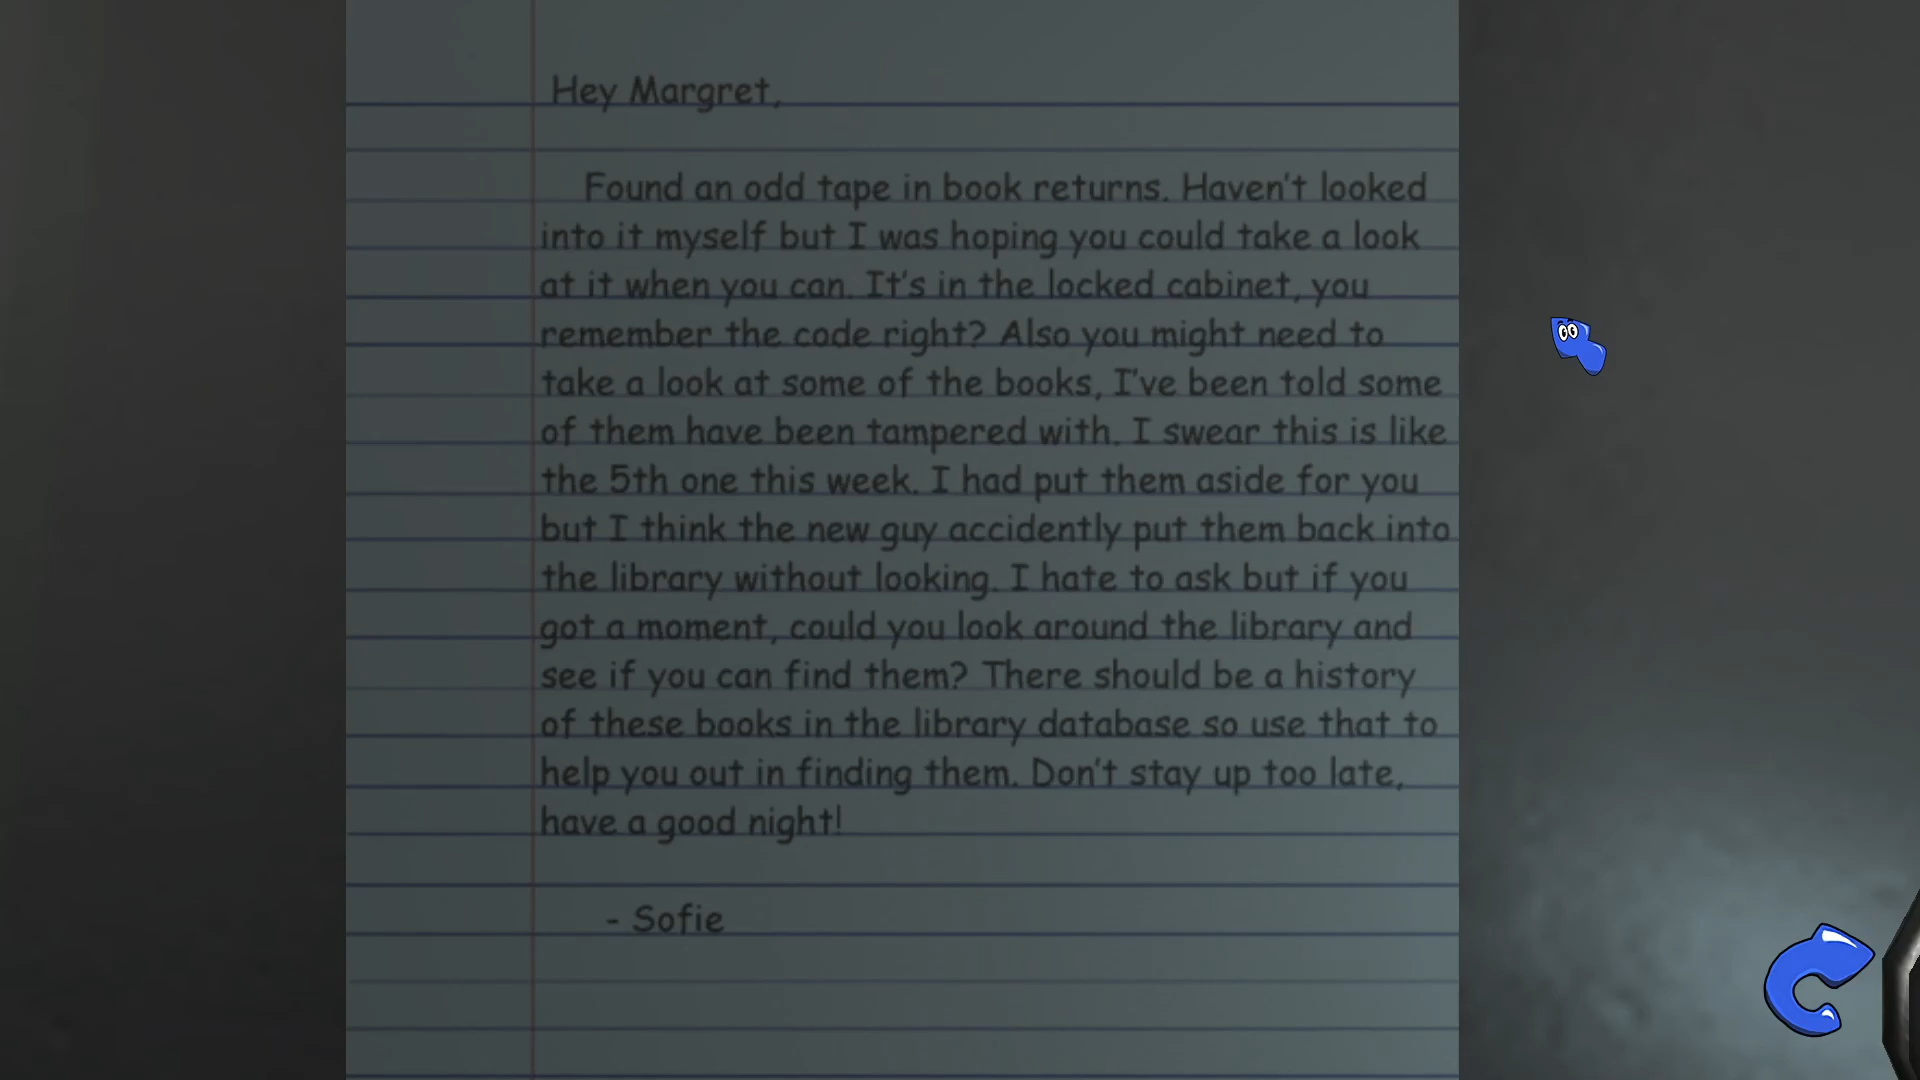 Hey Margret,
Found an odd tape in book returns. Haven't looked
into it myself but I was hoping you could take a look
at it when you can. It's in the locked cabinet, you
remember the code right? Also you might need to
take a look at some of the books, I've been told some
of them have been tampered with. I swear this is like
the 5th one this week. I had put them aside for you
but I think the new guy accidently put them back into
the library without looking. I hate to ask but if you
got a moment, could you look around the library and
see if you can find them? There should be a history
of these books in the library database so use that to
help you out in finding them. Don't stay up too late,
have a good night!
- Sofie